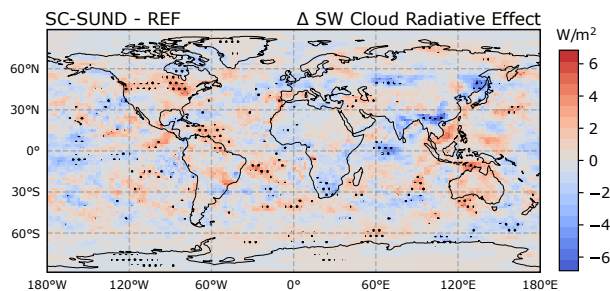 SC-SUND - REF Δ SW Cloud Radiative Effect
W/m²
60°N
30°N
0°
30°S
60°S
180°W 120°W 60°W 0° 60°E 120°E 180°E
6
4
2
0
−2
−4
−6